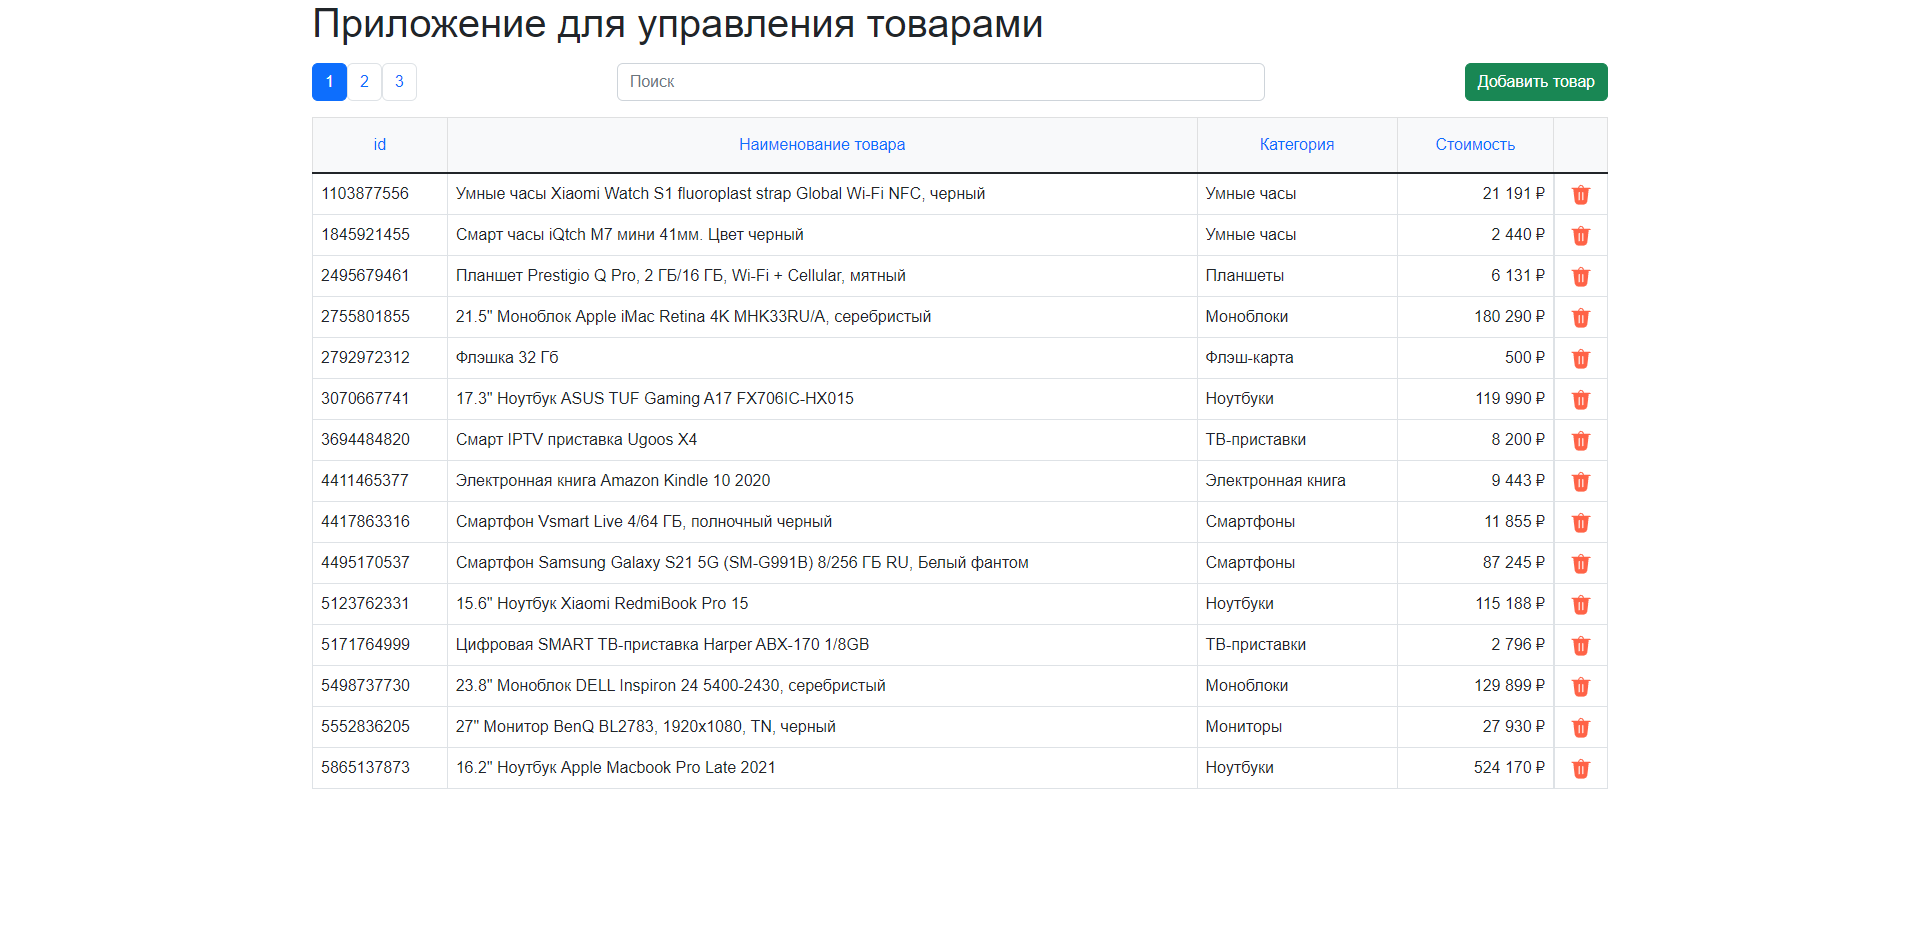 Приложение для управления товарами
1 2 3 Поиск Добавить товар
id Наименование товара Категория Стоимость
1103877556 Умные часы Xiaomi Watch S1 fluoroplast strap Global Wi-Fi NFC, черный Умные часы 21 191 ₽
1845921455 Смарт часы iQtch M7 мини 41мм. Цвет черный Умные часы 2 440 ₽
2495679461 Планшет Prestigio Q Pro, 2 ГБ/16 ГБ, Wi-Fi + Cellular, мятный Планшеты 6 131 ₽
2755801855 21.5" Моноблок Apple iMac Retina 4K MHK33RU/A, серебристый Моноблоки 180 290 ₽
2792972312 Флэшка 32 Гб Флэш-карта 500 ₽
3070667741 17.3" Ноутбук ASUS TUF Gaming A17 FX706IC-HX015 Ноутбуки 119 990 ₽
3694484820 Смарт IPTV приставка Ugoos X4 ТВ-приставки 8 200 ₽
4411465377 Электронная книга Amazon Kindle 10 2020 Электронная книга 9 443 ₽
4417863316 Смартфон Vsmart Live 4/64 ГБ, полночный черный Смартфоны 11 855 ₽
4495170537 Смартфон Samsung Galaxy S21 5G (SM-G991B) 8/256 ГБ RU, Белый фантом Смартфоны 87 245 ₽
5123762331 15.6" Ноутбук Xiaomi RedmiBook Pro 15 Ноутбуки 115 188 ₽
5171764999 Цифровая SMART ТВ-приставка Harper ABX-170 1/8GB ТВ-приставки 2 796 ₽
5498737730 23.8" Моноблок DELL Inspiron 24 5400-2430, серебристый Моноблоки 129 899 ₽
5552836205 27" Монитор BenQ BL2783, 1920x1080, TN, черный Мониторы 27 930 ₽
5865137873 16.2" Ноутбук Apple Macbook Pro Late 2021 Ноутбуки 524 170 ₽